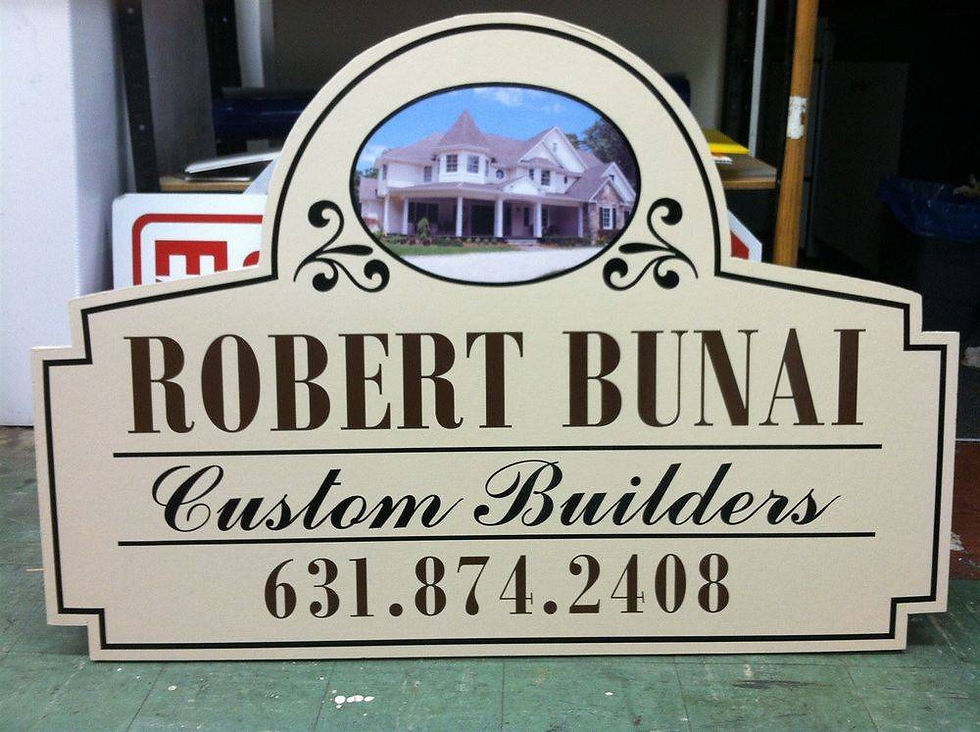 ROBERT BUNAI
Custom Builders
631.874.2408